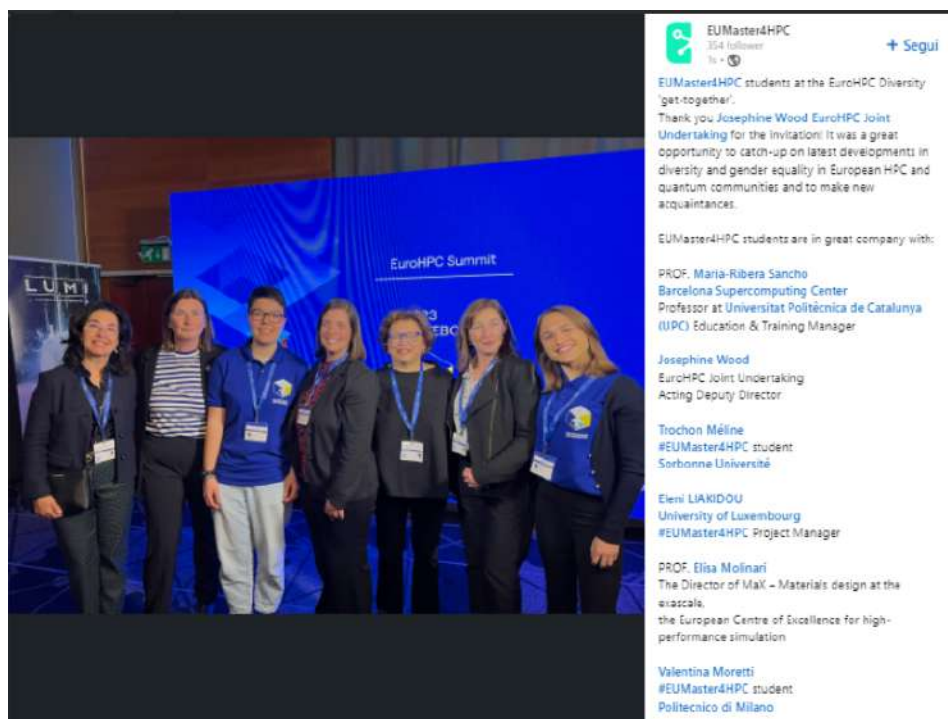 LUMI
EuroHPC Summit
EUMaster4HPC
354 follower
1s •
+ Segui
EUMaster4HPC students at the EuroHPC Diversity
'get-together'.
Thank you Josephine Wood EuroHPC Joint
Undertaking for the invitation! It was a great
opportunity to catch-up on latest developments in
diversity and gender equality in European HPC and
quantum communities and to make new
acquaintances.
EUMaster4HPC students are in great company with:
PROF. Maria-Ribera Sancho
Barcelona Supercomputing Center
Professor at Universitat Politècnica de Catalunya
(UPC) Education & Training Manager
Josephine Wood
EuroHPC Joint Undertaking
Acting Deputy Director
Trochon Méline
#EUMaster4HPC student
Sorbonne Université
Eleni LIAKIDOU
University of Luxembourg
#EUMaster4HPC Project Manager
PROF. Elisa Molinari
The Director of MaX – Materials design at the
exascale,
the European Centre of Excellence for high-
performance simulation
Valentina Moretti
#EUMaster4HPC student
Politecnico di Milano